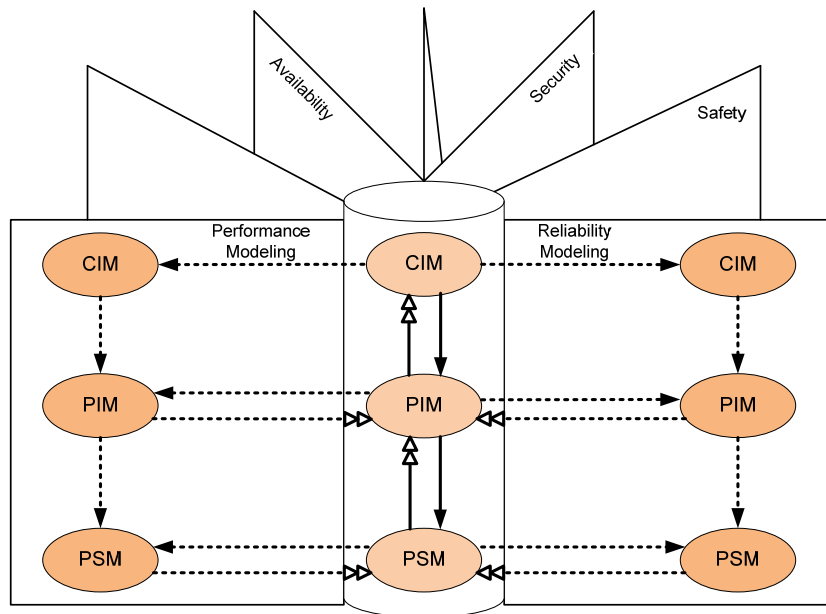 Availability
Security
Safety
Performance
Modeling
Reliability
Modeling
CIM
CIM
CIM
PIM
PIM
PIM
PSM
PSM
PSM